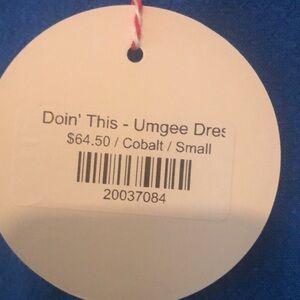 Doin' This - Umgee Dres
$64.50 / Cobalt / Small
20037084